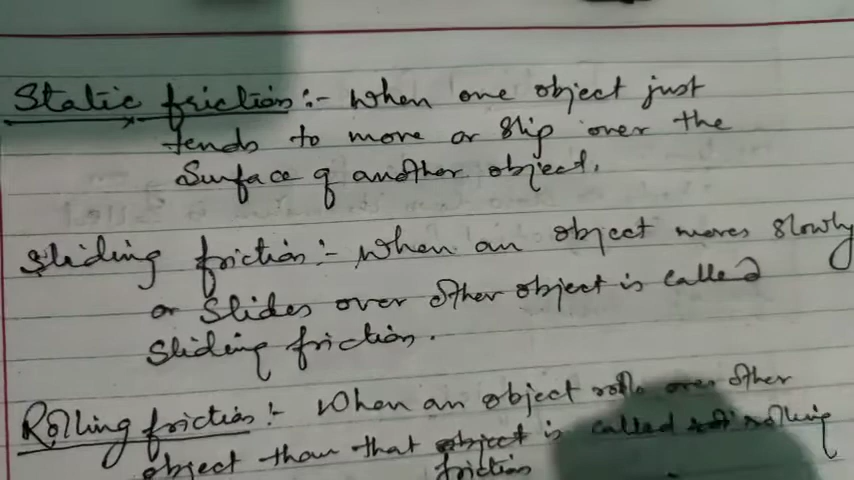 Static friction :- When one object just
tends to move or slip over the
Surface of another object.
Sliding friction :- When an object moves slowly
or slides over other object is called
sliding friction.
Rolling friction :- When an object rolls over other
object than that object is called rolling
friction